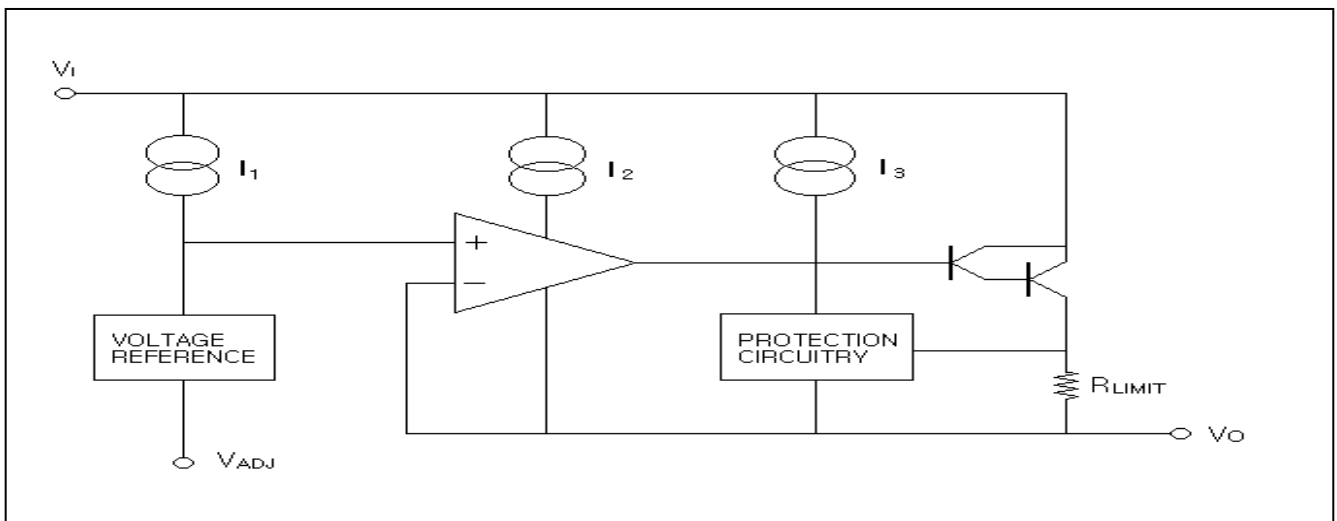 VI
I1
I2
I3
+
−
VOLTAGE
REFERENCE
PROTECTION
CIRCUITRY
RLIMIT
VO
VADJ